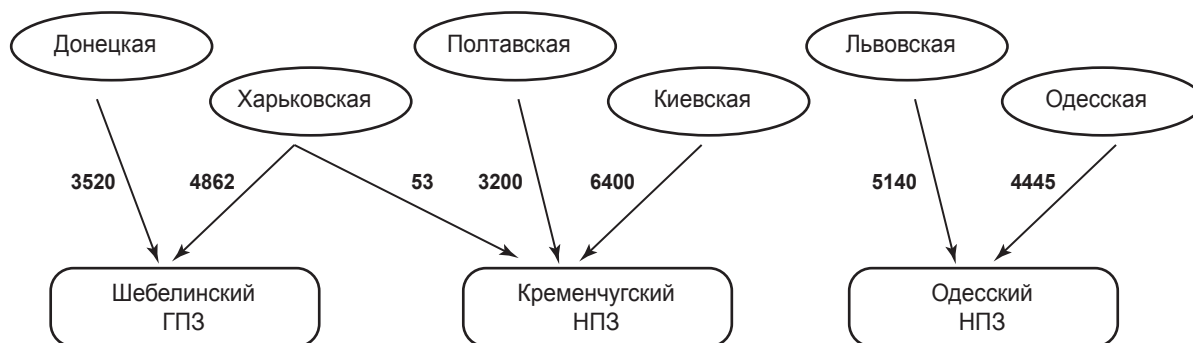 Донецкая
Полтавская
Львовская
Харьковская
Киевская
Одесская
3520
4862
53
3200
6400
5140
4445
Шебелинский
ГПЗ
Кременчугский
НПЗ
Одесский
НПЗ